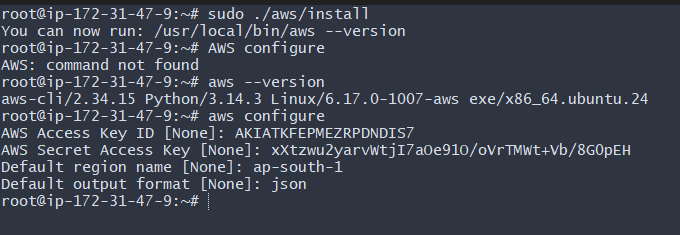 root@ip-172-31-47-9:~# sudo ./aws/install
You can now run: /usr/local/bin/aws --version
root@ip-172-31-47-9:~# AWS configure
AWS: command not found
root@ip-172-31-47-9:~# aws --version
aws-cli/2.34.15 Python/3.14.3 Linux/6.17.0-1007-aws exe/x86_64.ubuntu.24
root@ip-172-31-47-9:~# aws configure
AWS Access Key ID [None]: AKIATKFEPMEZRPDNDIS7
AWS Secret Access Key [None]: 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
Default region name [None]: ap-south-1
Default output format [None]: json
root@ip-172-31-47-9:~#